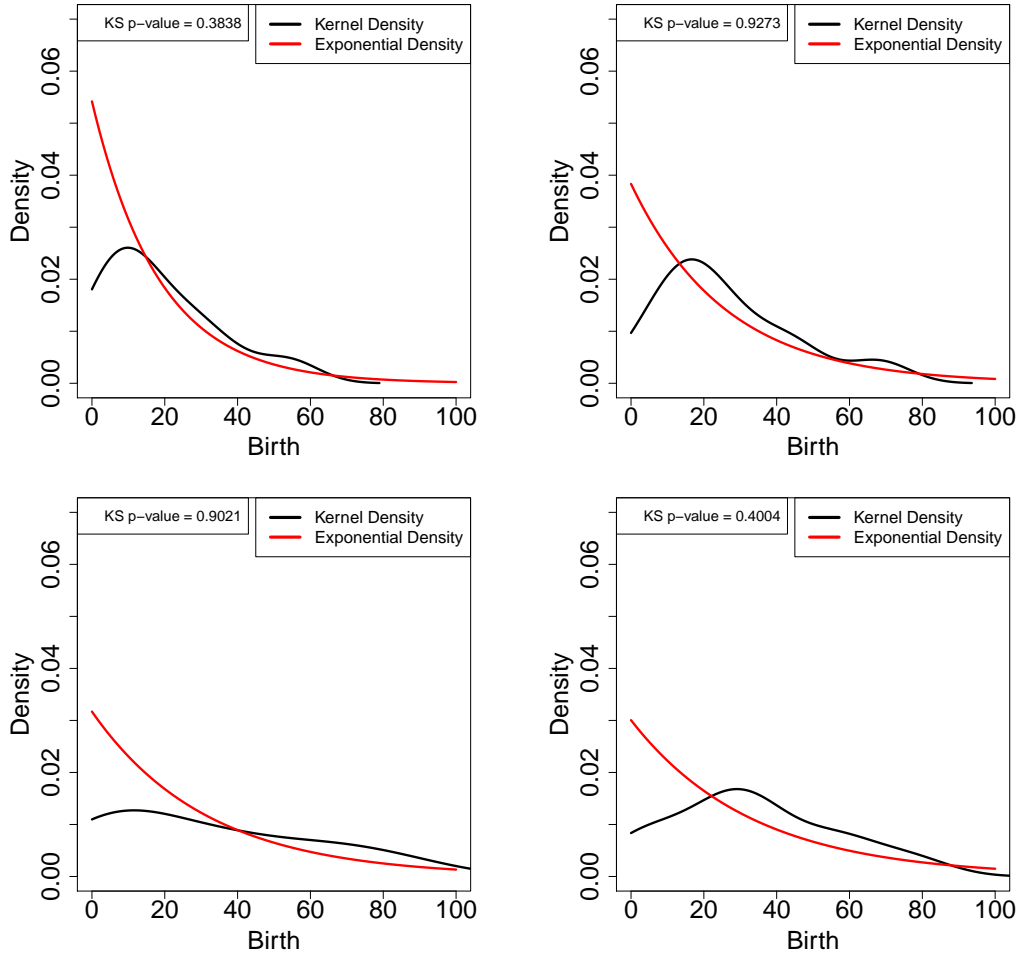 KS p-value = 0.3838
Kernel Density
Exponential Density
Density
0.00 0.02 0.04 0.06
0 20 40 60 80 100
Birth
KS p-value = 0.9273
Kernel Density
Exponential Density
Density
0.00 0.02 0.04 0.06
0 20 40 60 80 100
Birth
KS p-value = 0.9021
Kernel Density
Exponential Density
Density
0.00 0.02 0.04 0.06
0 20 40 60 80 100
Birth
KS p-value = 0.4004
Kernel Density
Exponential Density
Density
0.00 0.02 0.04 0.06
0 20 40 60 80 100
Birth